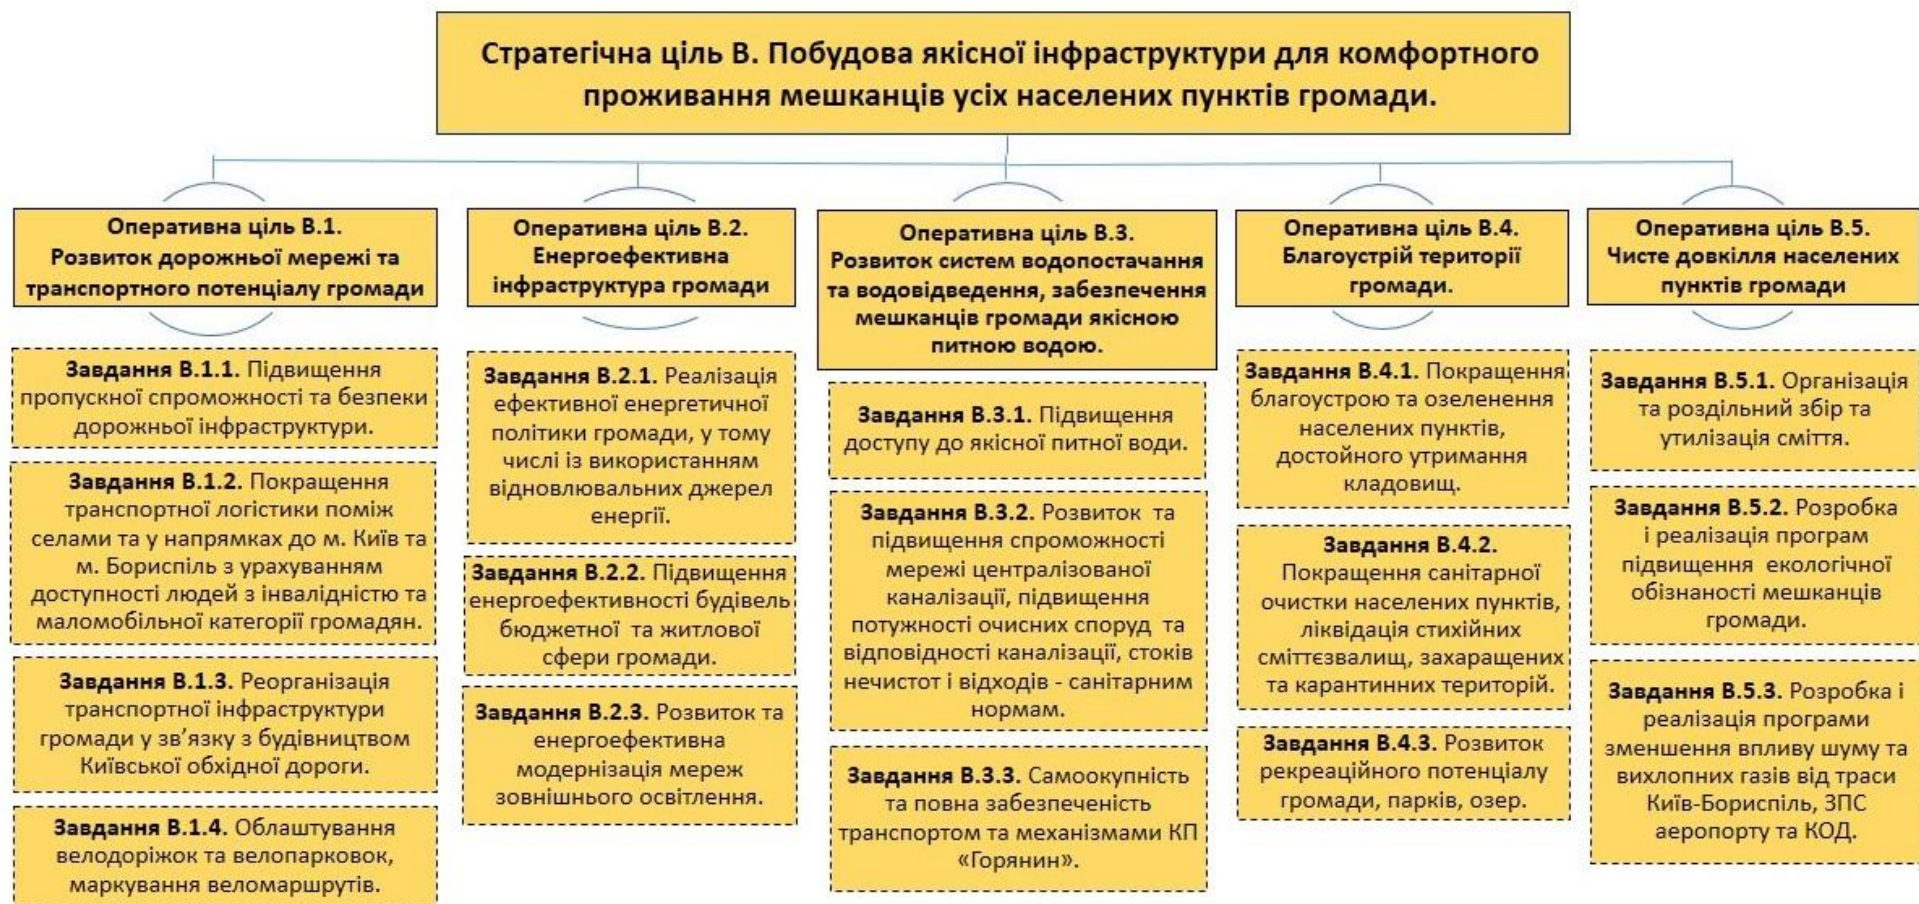 Стратегічна ціль В. Побудова якісної інфраструктури для комфортного
проживання мешканців усіх населених пунктів громади.
Оперативна ціль В.1.
Розвиток дорожньої мережі та
транспортного потенціалу громади
Завдання В.1.1. Підвищення
пропускної спроможності та безпеки
дорожньої інфраструктури.
Завдання В.1.2. Покращення
транспортної логістики поміж
селами та у напрямках до м. Київ та
м. Бориспіль з урахуванням
доступності людей з інвалідністю та
маломобільної категорії громадян.
Завдання В.1.3. Реорганізація
транспортної інфраструктури
громади у зв’язку з будівництвом
Київської обхідної дороги.
Завдання В.1.4. Облаштування
велодоріжок та велопарковок,
маркування веломаршрутів.
Оперативна ціль В.2.
Енергоефективна
інфраструктура громади
Завдання В.2.1. Реалізація
ефективної енергетичної
політики громади, у тому
числі із використанням
відновлювальних джерел
енергії.
Завдання В.2.2. Підвищення
енергоефективності будівель
бюджетної та житлової
сфери громади.
Завдання В.2.3. Розвиток та
енергоефективна
модернізація мереж
зовнішнього освітлення.
Оперативна ціль В.3.
Розвиток систем водопостачання
та водовідведення, забезпечення
мешканців громади якісною
питною водою.
Завдання В.3.1. Підвищення
доступу до якісної питної води.
Завдання В.3.2. Розвиток та
підвищення спроможності
мережі централізованої
каналізації, підвищення
потужності очисних споруд та
відповідності каналізації, стоків
нечистот і відходів - санітарним
нормам.
Завдання В.3.3. Самоокупність
та повна забезпеченість
транспортом та механізмами КП
«Горянин».
Оперативна ціль В.4.
Благоустрій території
громади.
Завдання В.4.1. Покращення
благоустрою та озеленення
населених пунктів,
достойного утримання
кладовищ.
Завдання В.4.2.
Покращення санітарної
очистки населених пунктів,
ліквідація стихійних
сміттєзвалищ, захаращених
та карантинних територій.
Завдання В.4.3. Розвиток
рекреаційного потенціалу
громади, парків, озер.
Оперативна ціль В.5.
Чисте довкілля населених
пунктів громади
Завдання В.5.1. Організація
та роздільний збір та
утилізація сміття.
Завдання В.5.2. Розробка
і реалізація програм
підвищення екологічної
обізнаності мешканців
громади.
Завдання В.5.3. Розробка і
реалізація програми
зменшення впливу шуму та
вихлопних газів від траси
Київ-Бориспіль, ЗПС
аеропорту та КОД.